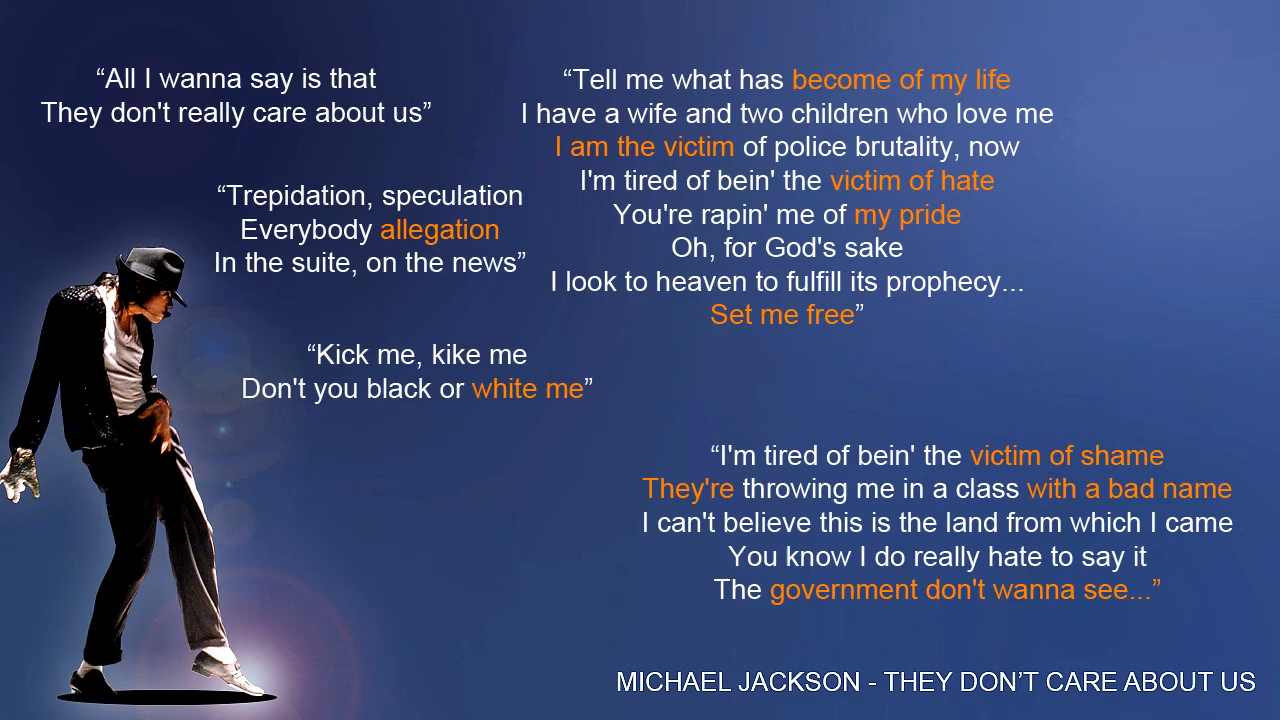 “All I wanna say is that
They don't really care about us”
“Trepidation, speculation
Everybody allegation
In the suite, on the news”
“Kick me, kike me
Don't you black or white me”
“Tell me what has become of my life
I have a wife and two children who love me
I am the victim of police brutality, now
I'm tired of bein' the victim of hate
You're rapin' me of my pride
Oh, for God's sake
I look to heaven to fulfill its prophecy...
Set me free”
“I'm tired of bein' the victim of shame
They're throwing me in a class with a bad name
I can't believe this is the land from which I came
You know I do really hate to say it
The government don't wanna see...”
MICHAEL JACKSON - THEY DON’T CARE ABOUT US